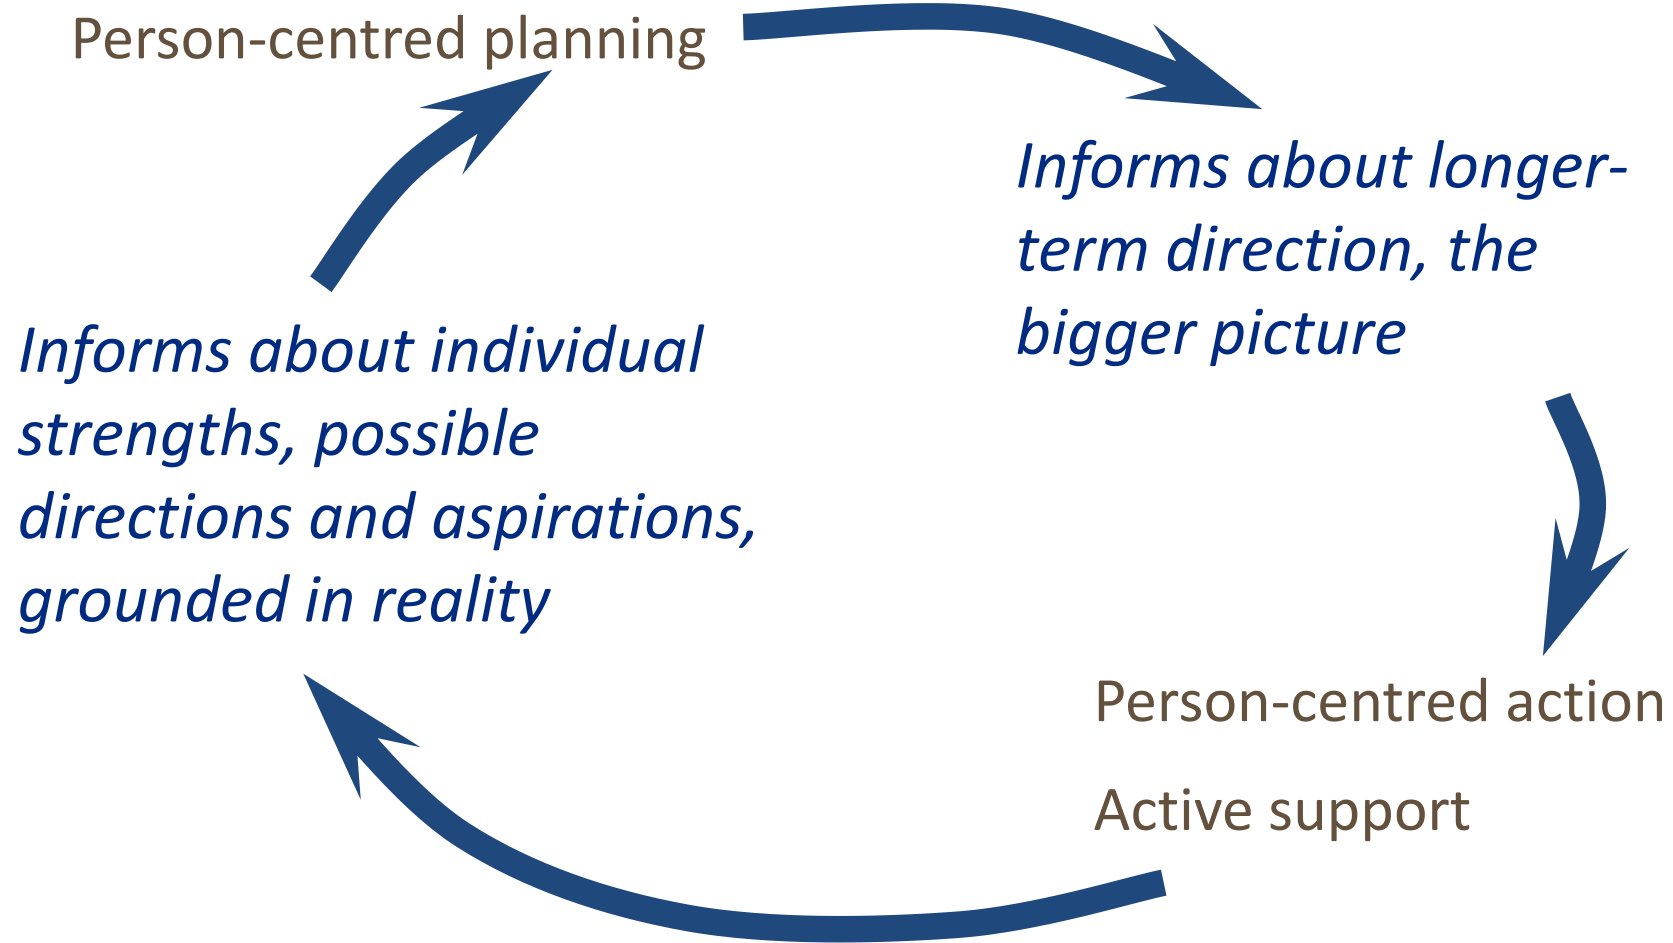 Person-centred planning
Informs about longer-
term direction, the
bigger picture
Person-centred action
Active support
Informs about individual
strengths, possible
directions and aspirations,
grounded in reality